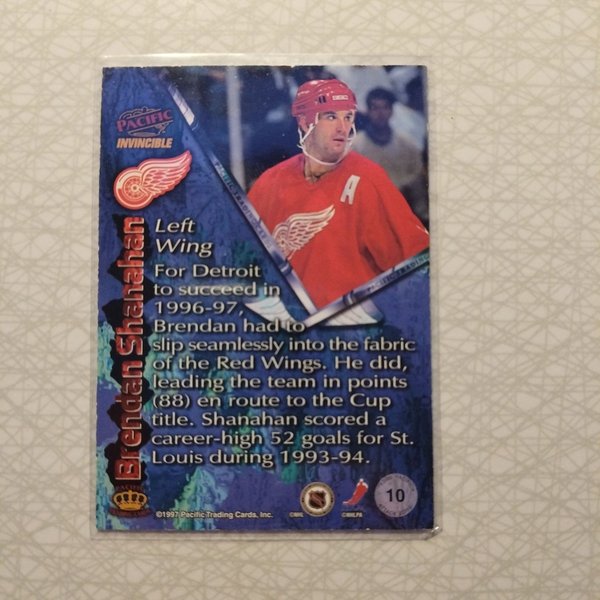 PACIFIC
INVINCIBLE
Brendan Shanahan
Left
Wing
For Detroit
to succeed in
1996-97,
Brendan had to
slip seamlessly into the fabric
of the Red Wings. He did,
leading the team in points
(88) en route to the Cup
title. Shanahan scored a
career-high 52 goals for St.
Louis during 1993-94.
A
PACIFIC
©1997 Pacific Trading Cards, Inc.
©NHL
©NHLPA
10